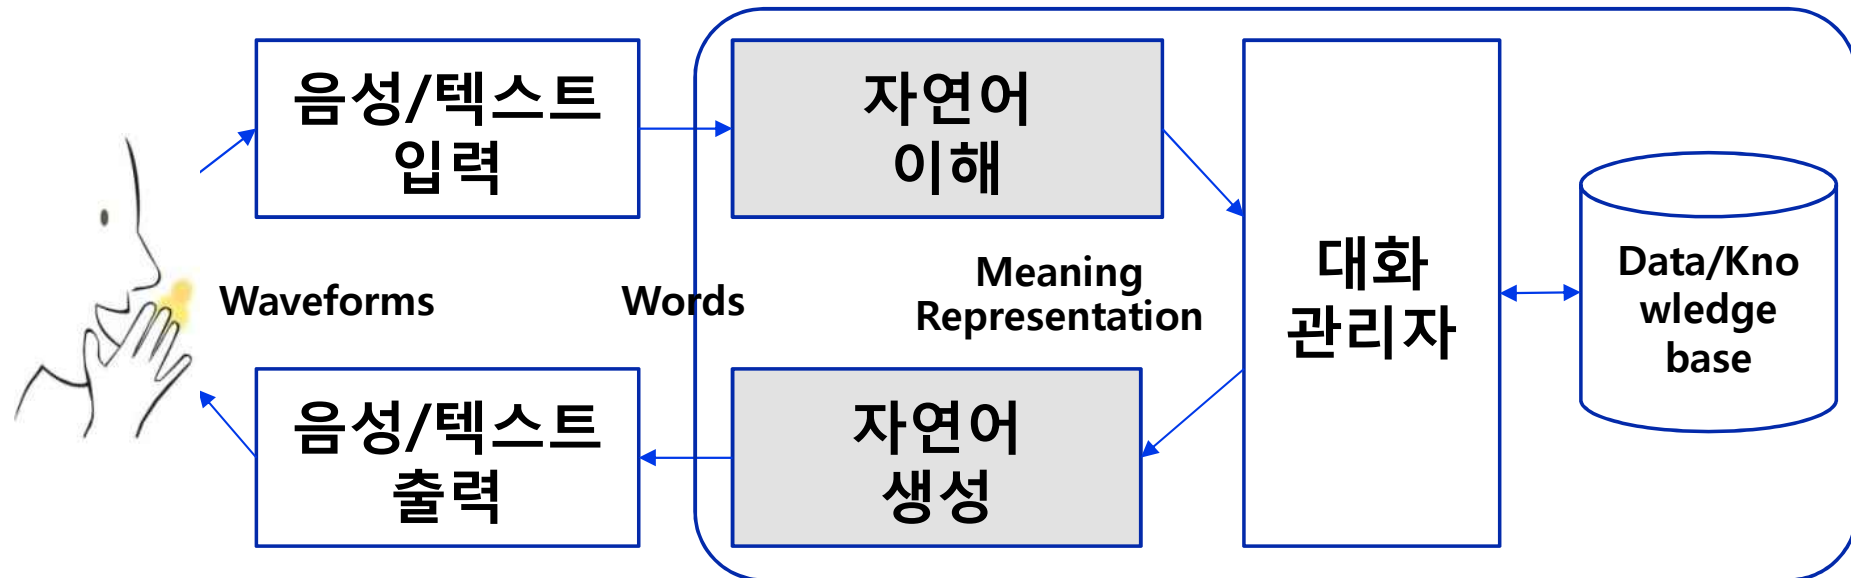 음성/텍스트
입력
자연어
이해
Waveforms
Words
Meaning
Representation
대화
관리자
Data/Kno
wledge
base
음성/텍스트
출력
자연어
생성